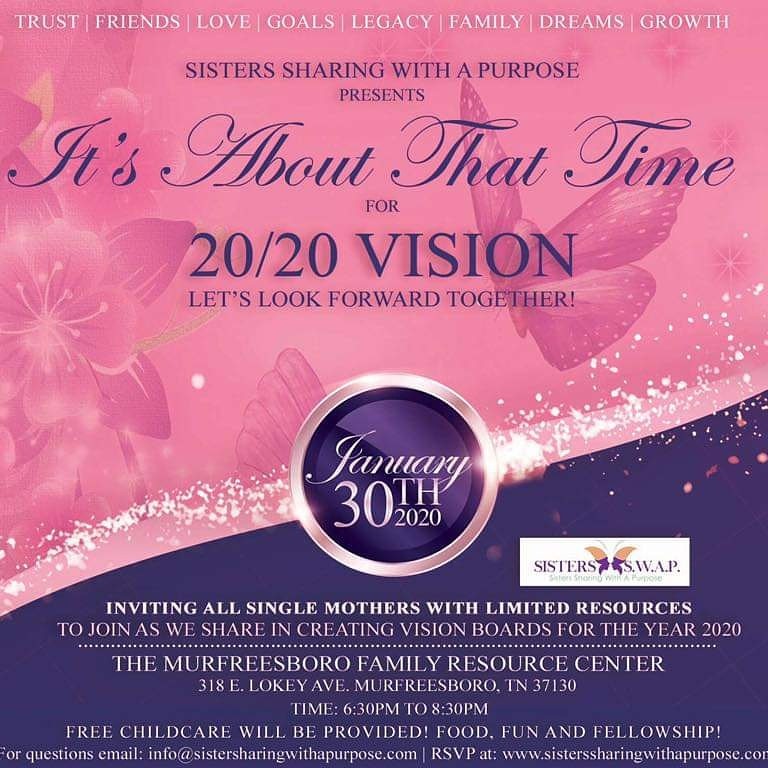 TRUST | FRIENDS | LOVE | GOALS | LEGACY | FAMILY | DREAMS | GROWTH
SISTERS SHARING WITH A PURPOSE
PRESENTS
It's About That Time
FOR
20/20 VISION
LET'S LOOK FORWARD TOGETHER!
January
30TH
2020
SISTERS S.W.A.P.
Sisters Sharing With A Purpose
INVITING ALL SINGLE MOTHERS WITH LIMITED RESOURCES
TO JOIN AS WE SHARE IN CREATING VISION BOARDS FOR THE YEAR 2020
THE MURFREESBORO FAMILY RESOURCE CENTER
318 E. LOKEY AVE. MURFREESBORO, TN 37130
TIME: 6:30PM TO 8:30PM
FREE CHILDCARE WILL BE PROVIDED! FOOD, FUN AND FELLOWSHIP!
For questions email: info@sistersharingwithapurpose.com | RSVP at: www.sisterssharingwithapurpose.com